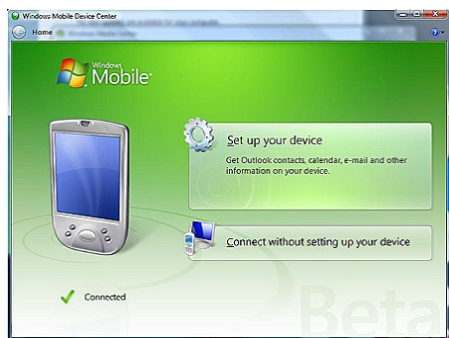 Windows Mobile Device Center
Home
Windows
Mobile
Set up your device
Get Outlook contacts, calendar, e-mail and other
information on your device.
Connect without setting up your device
Connected
Beta